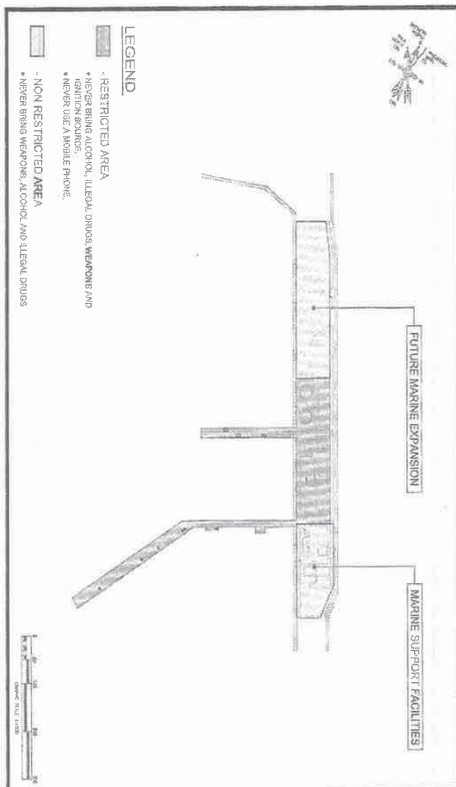 FUTURE MARINE EXPANSION
MARINE SUPPORT FACILITIES
LEGEND
- RESTRICTED AREA
• NEVER BRING ALCOHOL, ILLEGAL DRUGS, WEAPONS AND
IGNITION SOURCE.
• NEVER USE A MOBILE PHONE.
- NON RESTRICTED AREA
• NEVER BRING WEAPONS, ALCOHOL AND ILLEGAL DRUGS